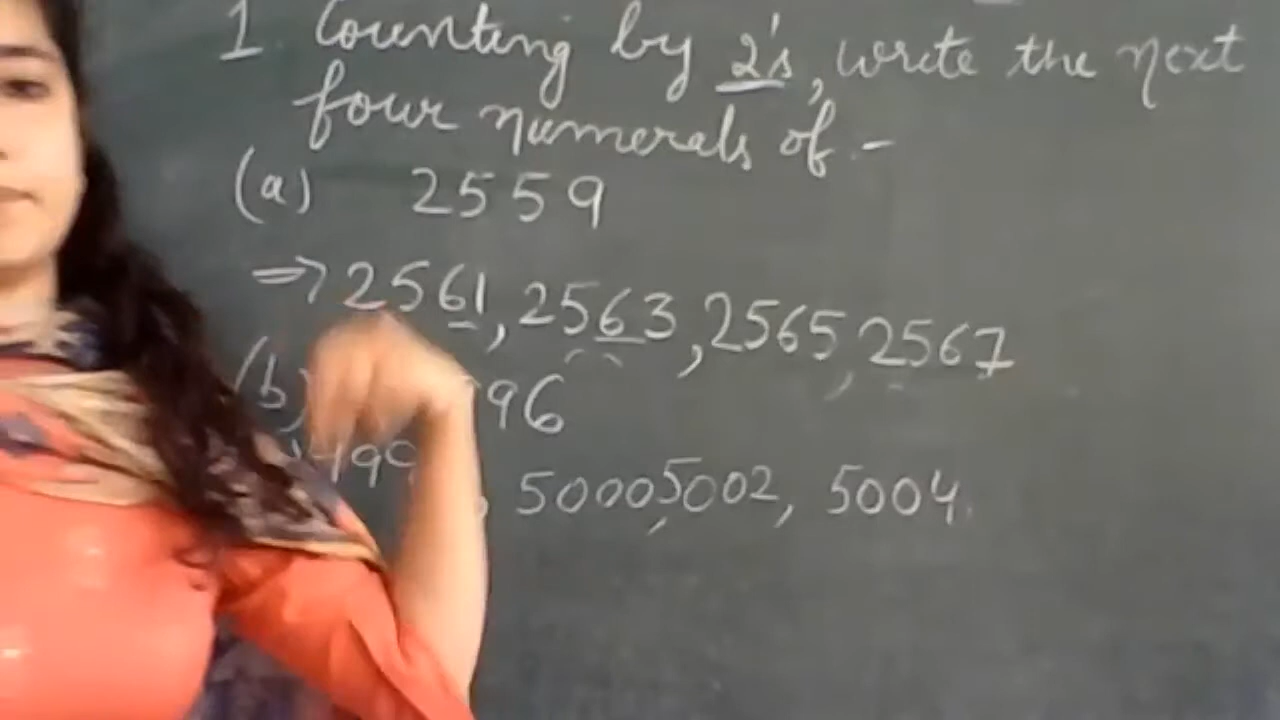 1. Counting by 2's, write the next
four numerals of -
(a) 2559
⇒ 2561, 2563, 2565, 2567
(b) 96
499 , 5000, 5002, 5004.